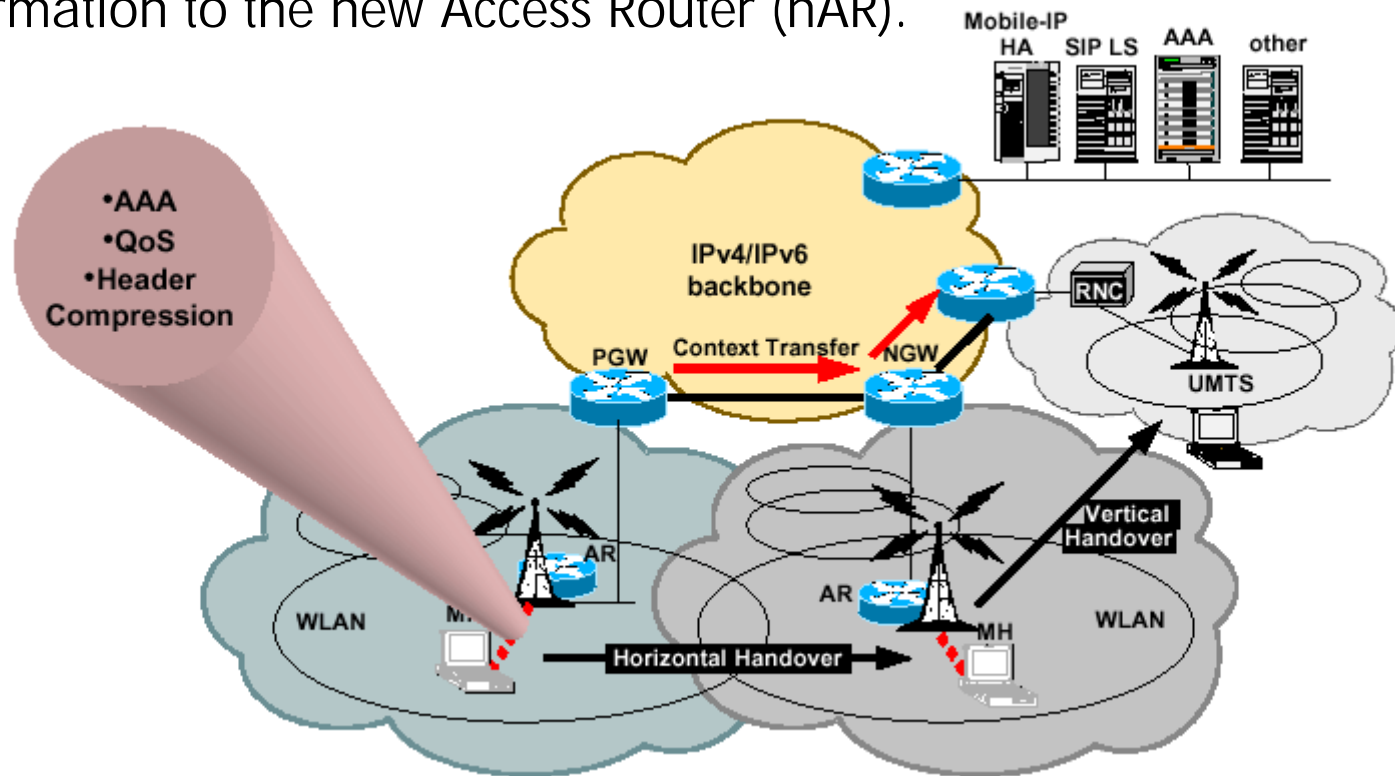 rmation to the new Access Router (nAR).
Mobile-IP
HA
SIP LS
AAA
other
•AAA
•QoS
•Header
Compression
IPv4/IPv6
backbone
RNC
Context Transfer
PGW
NGW
UMTS
Vertical
Handover
AR
AR
WLAN
MH
WLAN
Horizontal Handover